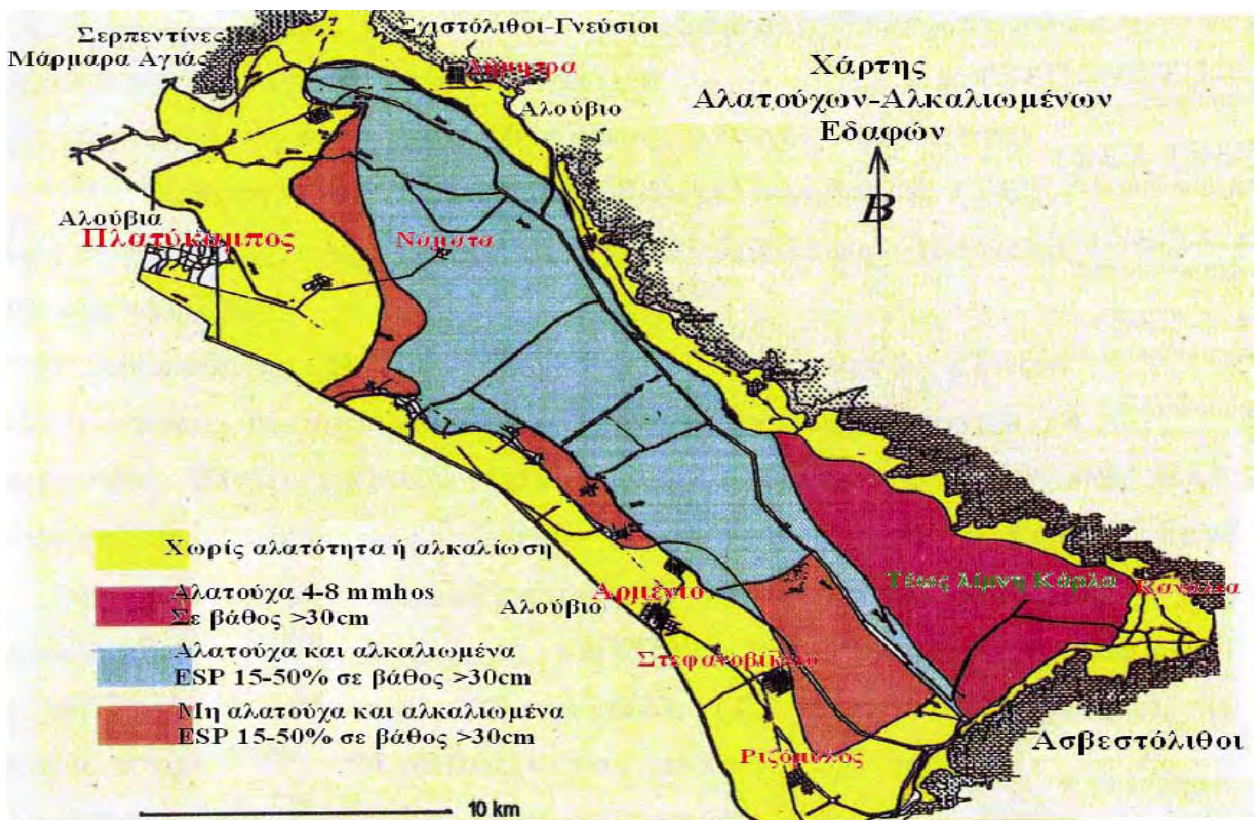 Σερπεντίνες
Μάρμαρα Αγιάς
Σχιστόλιθοι-Γνεύσιοι
Δήμητρα
Αλούβιο
Χάρτης
Αλατούχων-Αλκαλιωμένων
Εδαφών
Β
Αλούβια
Πλατύκαμπος
Νάματα
Χωρίς αλατότητα ή αλκαλίωση
Αλατούχα 4-8 mmhos
Σε βάθος >30cm
Αλατούχα και αλκαλιωμένα
ESP 15-50% σε βάθος >30cm
Μη αλατούχα και αλκαλιωμένα
ESP 15-50% σε βάθος >30cm
Τέως λίμνη Κάρλα
Κανάλια
Αρμένιο
Αλούβιο
Στεφανοβίκειο
Ριζόμυλος
Ασβεστόλιθοι
10 km